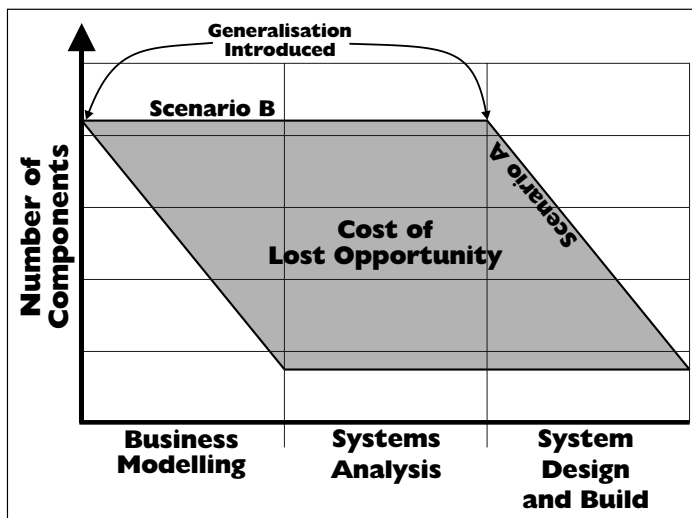 Generalisation
Introduced
Scenario B
Scenario A
Number of
Components
Cost of
Lost Opportunity
Business
Modelling
Systems
Analysis
System
Design
and Build